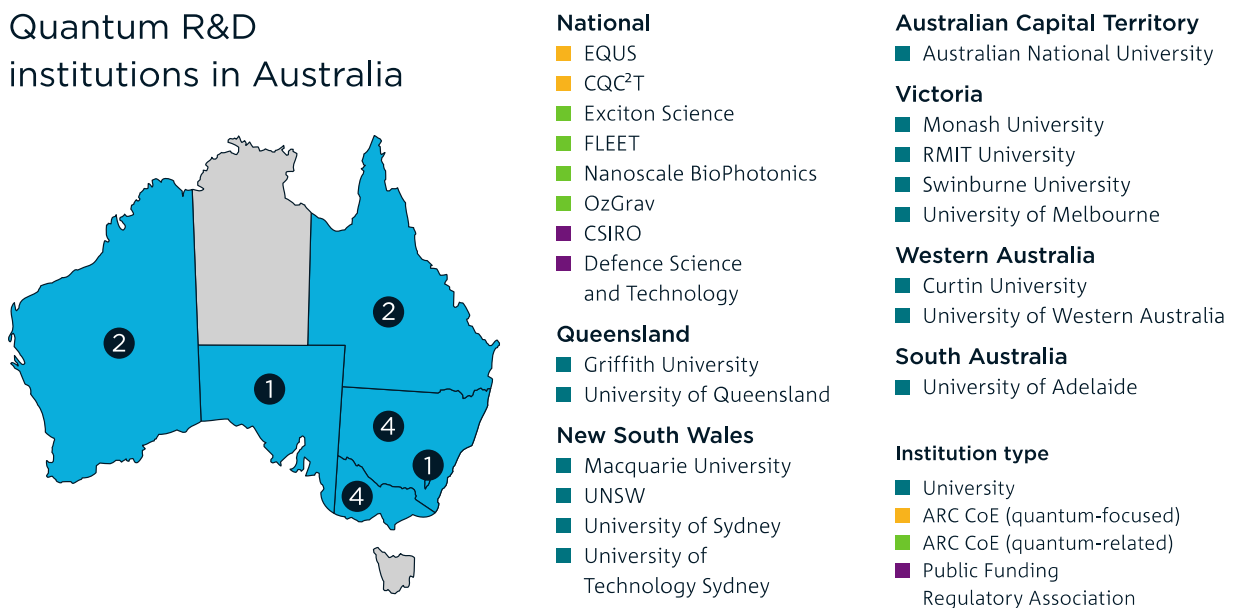 Quantum R&D
institutions in Australia
2
2
1
4
1
4
National
EQUS
CQC²T
Exciton Science
FLEET
Nanoscale BioPhotonics
OzGrav
CSIRO
Defence Science
and Technology
Queensland
Griffith University
University of Queensland
New South Wales
Macquarie University
UNSW
University of Sydney
University of
Technology Sydney
Australian Capital Territory
Australian National University
Victoria
Monash University
RMIT University
Swinburne University
University of Melbourne
Western Australia
Curtin University
University of Western Australia
South Australia
University of Adelaide
Institution type
University
ARC CoE (quantum-focused)
ARC CoE (quantum-related)
Public Funding
Regulatory Association